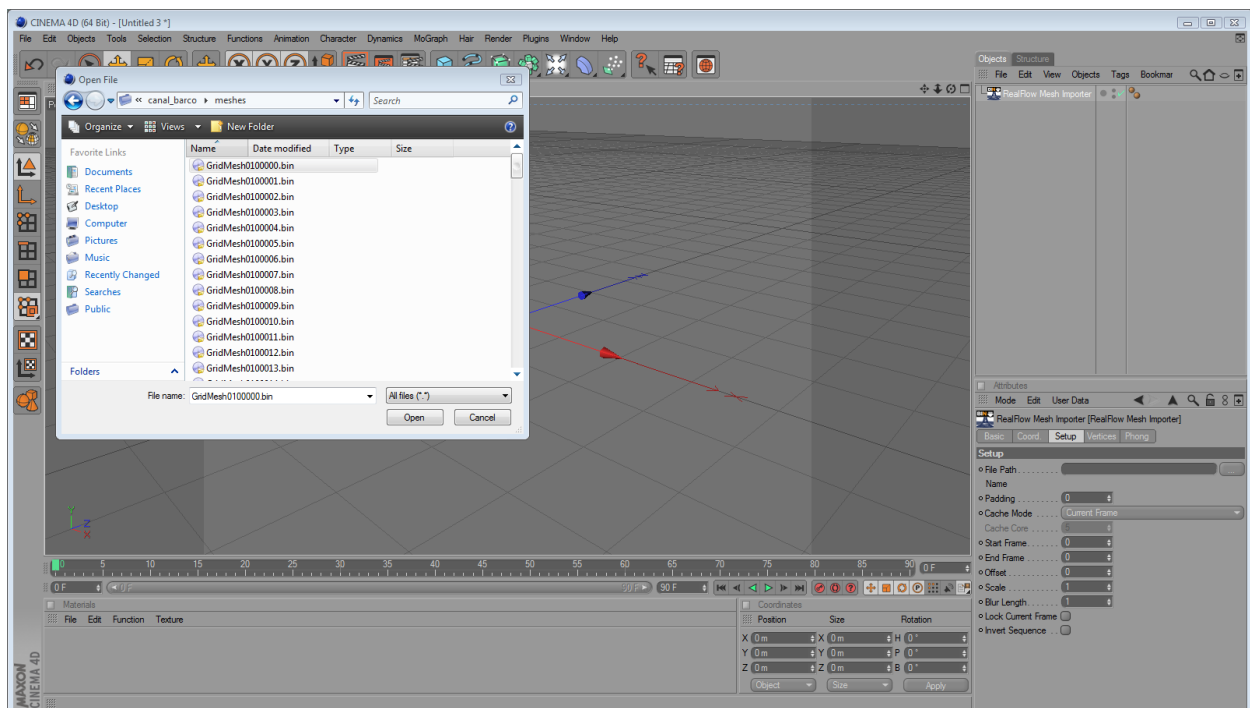 CINEMA 4D (64 Bit) - [Untitled 3 *]
File Edit Objects Tools Selection Structure Functions Animation Character Dynamics MoGraph Hair Render Plugins Window Help
Open File
« canal_barco meshes
Search
Organize Views New Folder
Favorite Links
Documents
Recent Places
Desktop
Computer
Pictures
Music
Recently Changed
Searches
Public
Folders
Name Date modified Type Size
GridMesh0100000.bin
GridMesh0100001.bin
GridMesh0100002.bin
GridMesh0100003.bin
GridMesh0100004.bin
GridMesh0100005.bin
GridMesh0100006.bin
GridMesh0100007.bin
GridMesh0100008.bin
GridMesh0100009.bin
GridMesh0100010.bin
GridMesh0100011.bin
GridMesh0100012.bin
GridMesh0100013.bin
File name: GridMesh0100000.bin
All files (*.*)
Open Cancel
Objects Structure
File Edit View Objects Tags Bookmar
RealFlow Mesh Importer
Attributes
Mode Edit User Data
RealFlow Mesh Importer [RealFlow Mesh Importer]
Basic Coord. Setup Vertices Phong
Setup
File Path
Name
Padding 0
Cache Mode Current Frame
Cache Core 5
Start Frame 0
End Frame 0
Offset 0
Scale 1
Blur Length 1
Lock Current Frame
Invert Sequence
Y
Z
X
0 5 10 15 20 25 30 35 40 45 50 55 60 65 70 75 80 85 90 0 F
0 F 0 F 90 F 90 F
Materials
File Edit Function Texture
Coordinates
Position Size Rotation
X 0 m X 0 m H 0 °
Y 0 m Y 0 m P 0 °
Z 0 m Z 0 m B 0 °
Object Size Apply
MAXON
CINEMA 4D